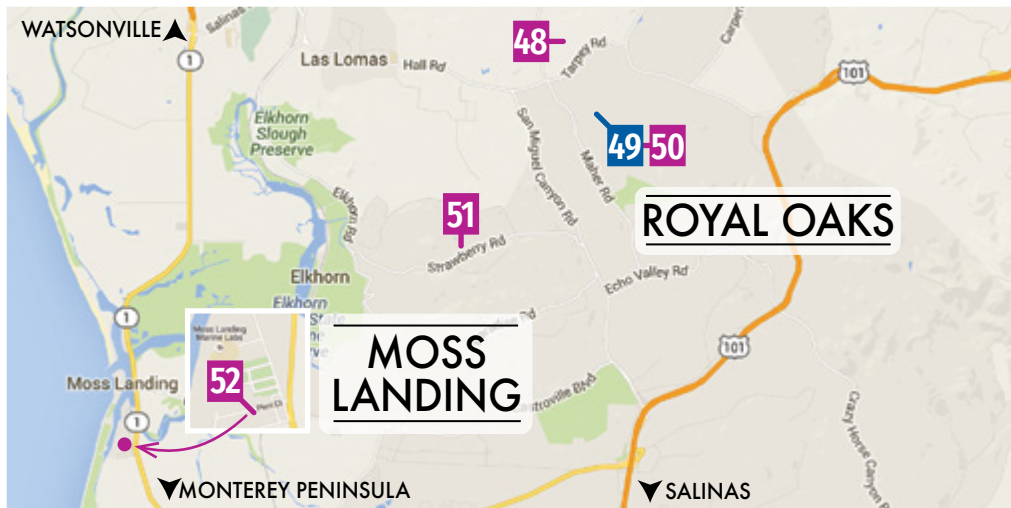 WATSONVILLE
Salinas
1
Las Lomas
Hall Rd
48
Tarpey Rd
101
Elkhorn
Slough
Preserve
San Miguel Canyon Rd
49
50
Maher Rd
Elkhorn Rd
51
ROYAL OAKS
Strawberry Rd
Elkhorn
Echo Valley Rd
Elkhorn
1
Moss Landing
Marine Labs
MOSS
LANDING
101
Moss Landing
52
Blvd
1
Crazy Horse Canyon Rd
MONTEREY PENINSULA
SALINAS